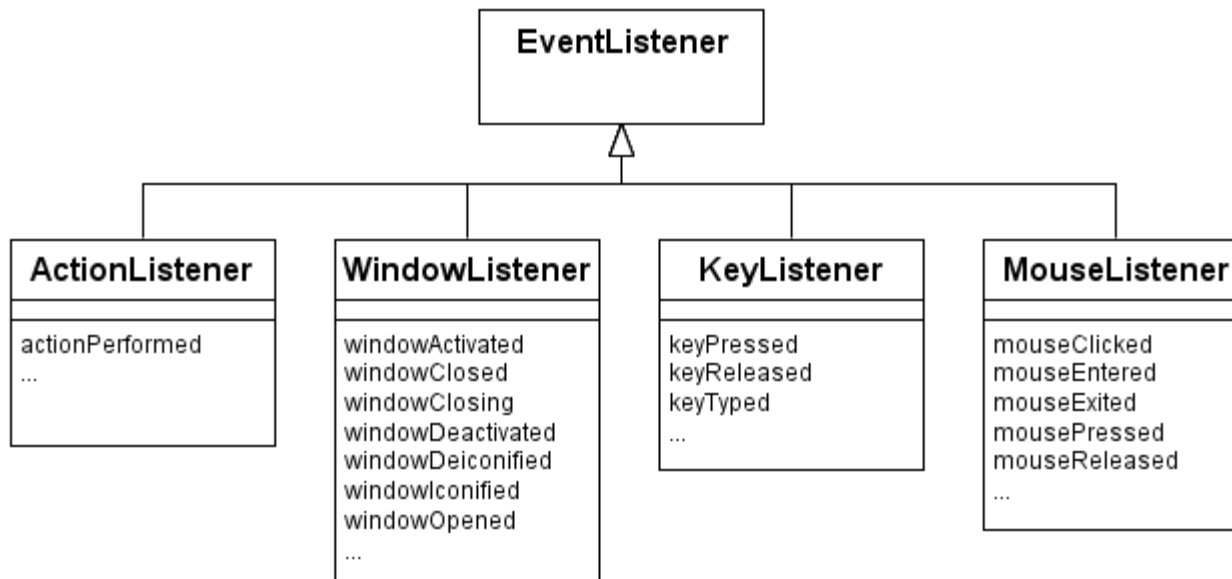 EventListener
ActionListener
actionPerformed
...
WindowListener
windowActivated
windowClosed
windowClosing
windowDeactivated
windowDeiconified
windowIconified
windowOpened
...
KeyListener
keyPressed
keyReleased
keyTyped
...
MouseListener
mouseClicked
mouseEntered
mouseExited
mousePressed
mouseReleased
...